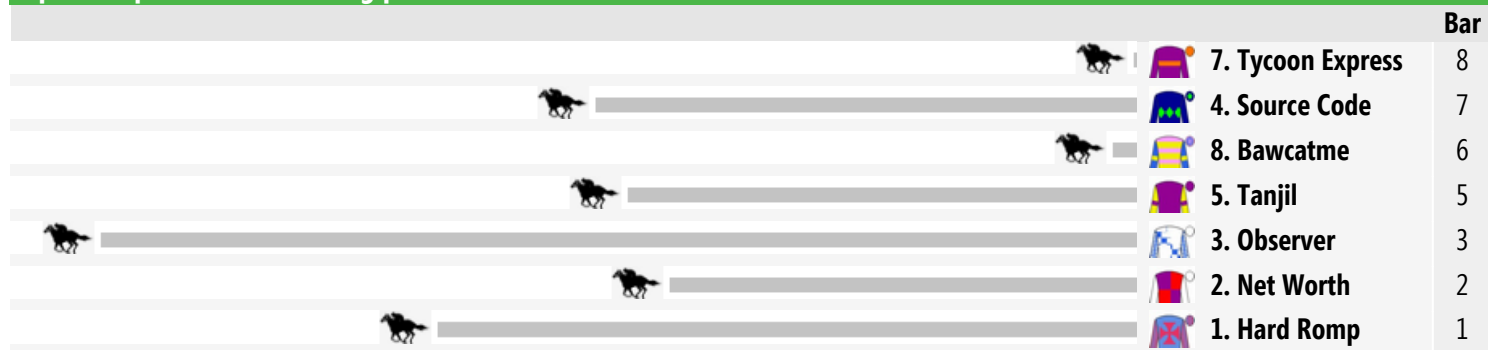 Bar
7. Tycoon Express 8
4. Source Code 7
8. Bawcatme 6
5. Tanjil 5
3. Observer 3
2. Net Worth 2
1. Hard Romp 1